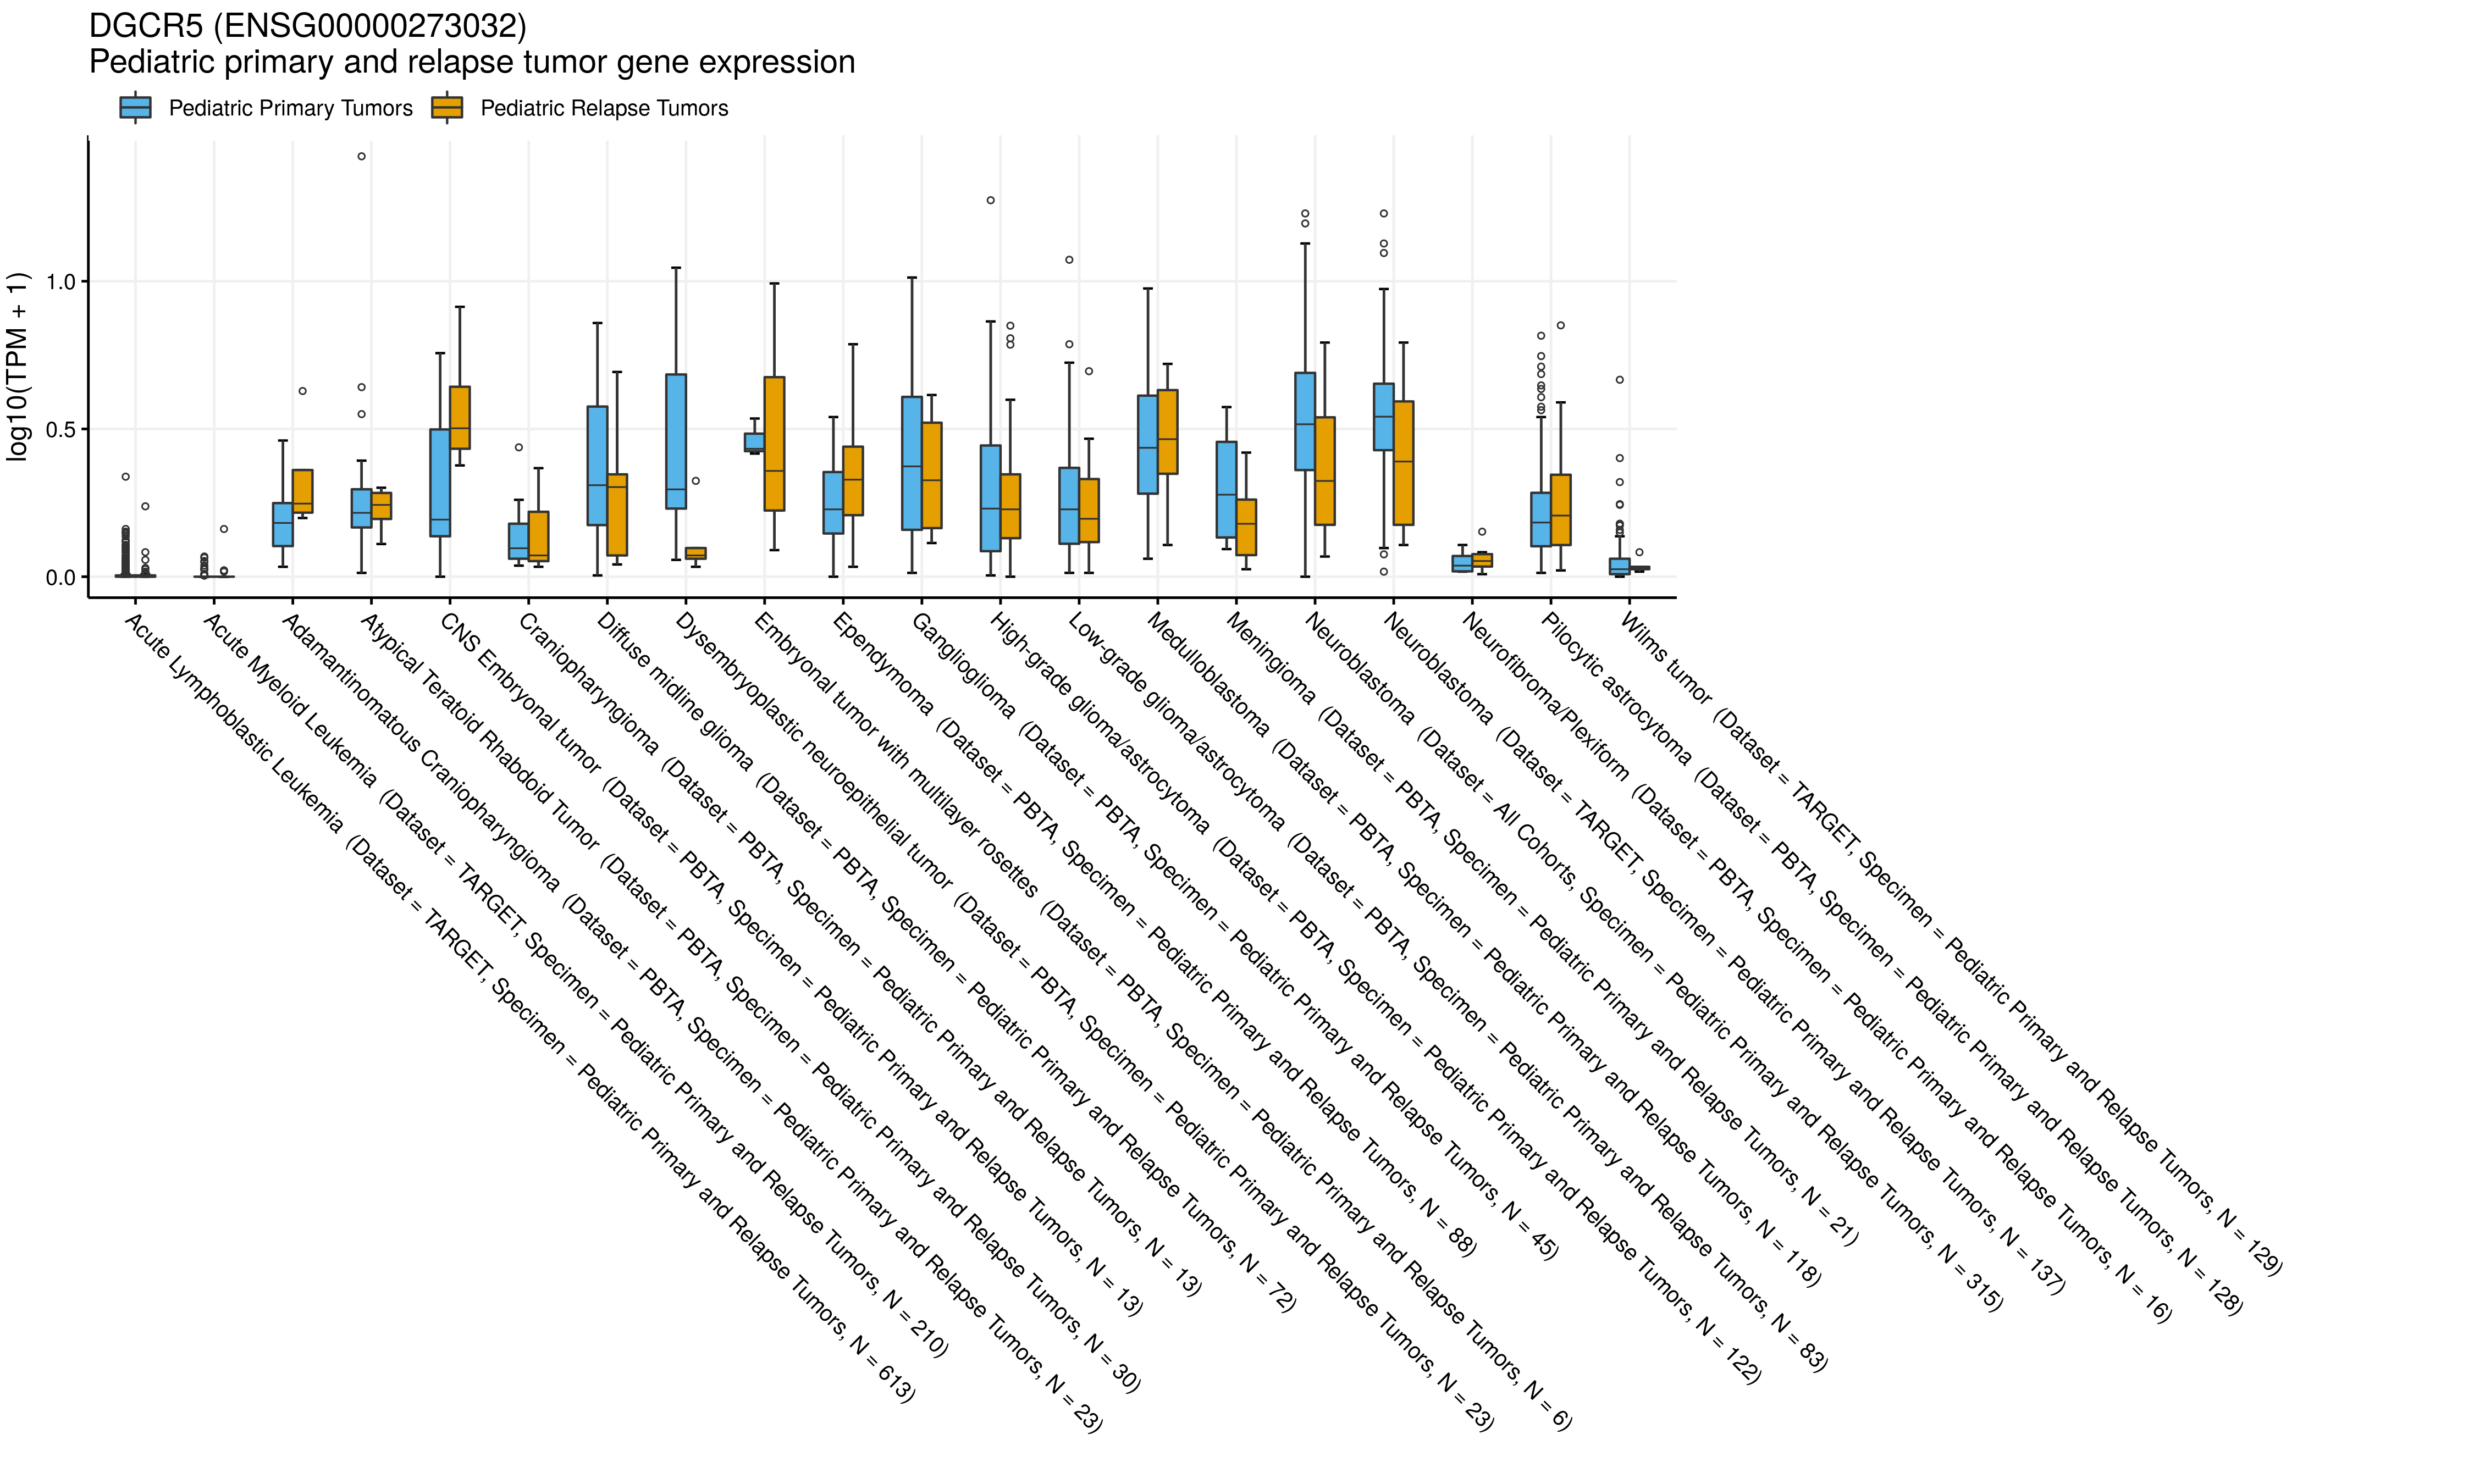 DGCR5 (ENSG00000273032)
Pediatric primary and relapse tumor gene expression
Pediatric Primary Tumors
Pediatric Relapse Tumors
log10(TPM + 1)
1.0
0.5
0.0
Acute Lymphoblastic Leukemia (Dataset = TARGET, Specimen = Pediatric Primary and Relapse Tumors, N = 613)
Acute Myeloid Leukemia (Dataset = TARGET, Specimen = Pediatric Primary and Relapse Tumors, N = 210)
Adamantinomatous Craniopharyngioma (Dataset = PBTA, Specimen = Pediatric Primary and Relapse Tumors, N = 23)
Atypical Teratoid Rhabdoid Tumor (Dataset = PBTA, Specimen = Pediatric Primary and Relapse Tumors, N = 30)
CNS Embryonal tumor (Dataset = PBTA, Specimen = Pediatric Primary and Relapse Tumors, N = 13)
Craniopharyngioma (Dataset = PBTA, Specimen = Pediatric Primary and Relapse Tumors, N = 13)
Diffuse midline glioma (Dataset = PBTA, Specimen = Pediatric Primary and Relapse Tumors, N = 72)
Dysembryoplastic neuroepithelial tumor (Dataset = PBTA, Specimen = Pediatric Primary and Relapse Tumors, N = 23)
Embryonal tumor with multilayer rosettes (Dataset = PBTA, Specimen = Pediatric Primary and Relapse Tumors, N = 6)
Ependymoma (Dataset = PBTA, Specimen = Pediatric Primary and Relapse Tumors, N = 88)
Ganglioglioma (Dataset = PBTA, Specimen = Pediatric Primary and Relapse Tumors, N = 45)
High-grade glioma/astrocytoma (Dataset = PBTA, Specimen = Pediatric Primary and Relapse Tumors, N = 122)
Low-grade glioma/astrocytoma (Dataset = PBTA, Specimen = Pediatric Primary and Relapse Tumors, N = 83)
Medulloblastoma (Dataset = PBTA, Specimen = Pediatric Primary and Relapse Tumors, N = 118)
Meningioma (Dataset = PBTA, Specimen = Pediatric Primary and Relapse Tumors, N = 21)
Neuroblastoma (Dataset = All Cohorts, Specimen = Pediatric Primary and Relapse Tumors, N = 315)
Neuroblastoma (Dataset = TARGET, Specimen = Pediatric Primary and Relapse Tumors, N = 137)
Neurofibroma/Plexiform (Dataset = PBTA, Specimen = Pediatric Primary and Relapse Tumors, N = 16)
Pilocytic astrocytoma (Dataset = PBTA, Specimen = Pediatric Primary and Relapse Tumors, N = 128)
Wilms tumor (Dataset = TARGET, Specimen = Pediatric Primary and Relapse Tumors, N = 129)